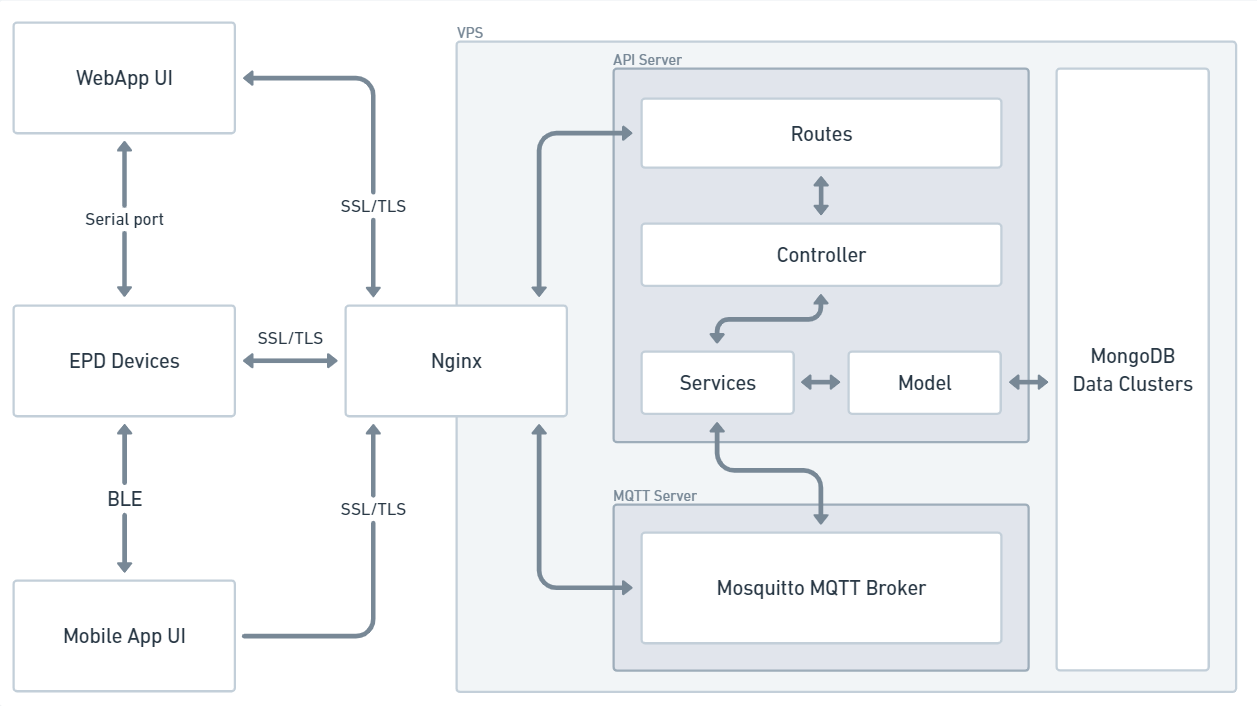 VPS
WebApp UI
API Server
Routes
SSL/TLS
Serial port
Controller
SSL/TLS
EPD Devices
Nginx
Services
Model
MongoDB
Data Clusters
BLE
SSL/TLS
MQTT Server
Mosquitto MQTT Broker
Mobile App UI